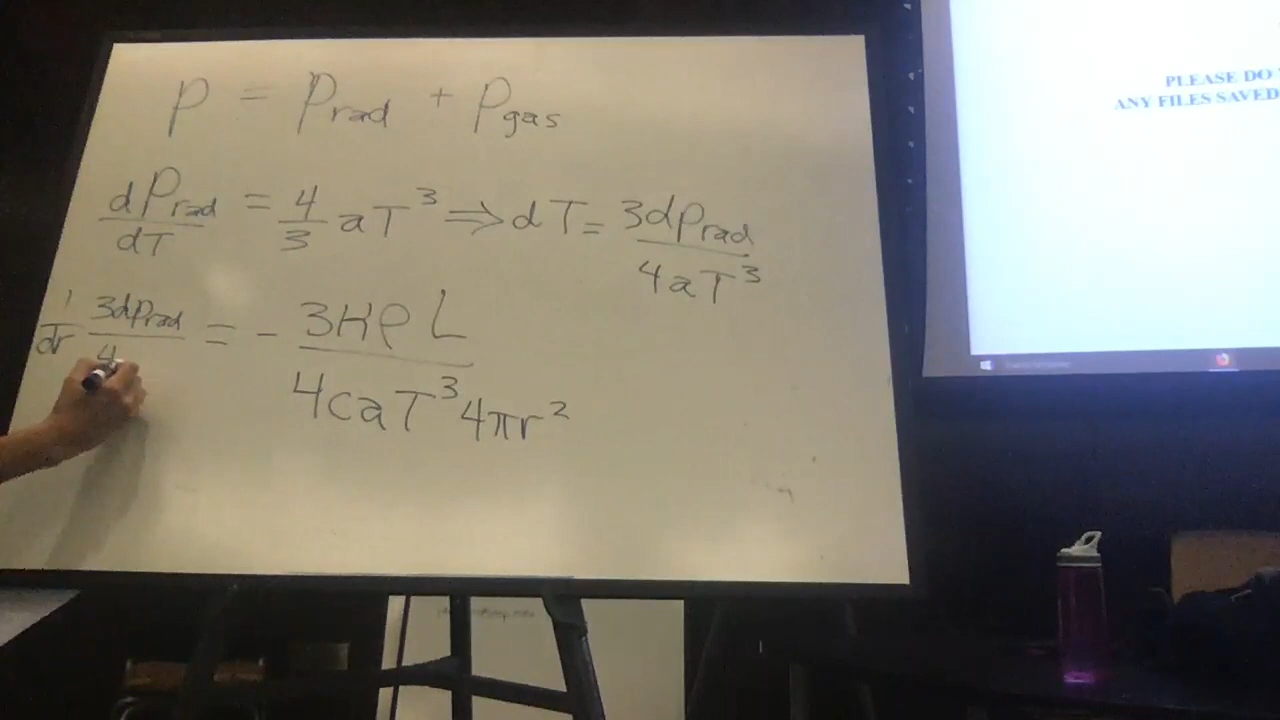 P = Prad + Pgas
dPrad/dT = 4/3 aT³ ⇒ dT = 3dPrad/4aT³
1/dr 3dPrad/4 = - 3κρL/4caT³4πr²
PLEASE DO
ANY FILES SAVED